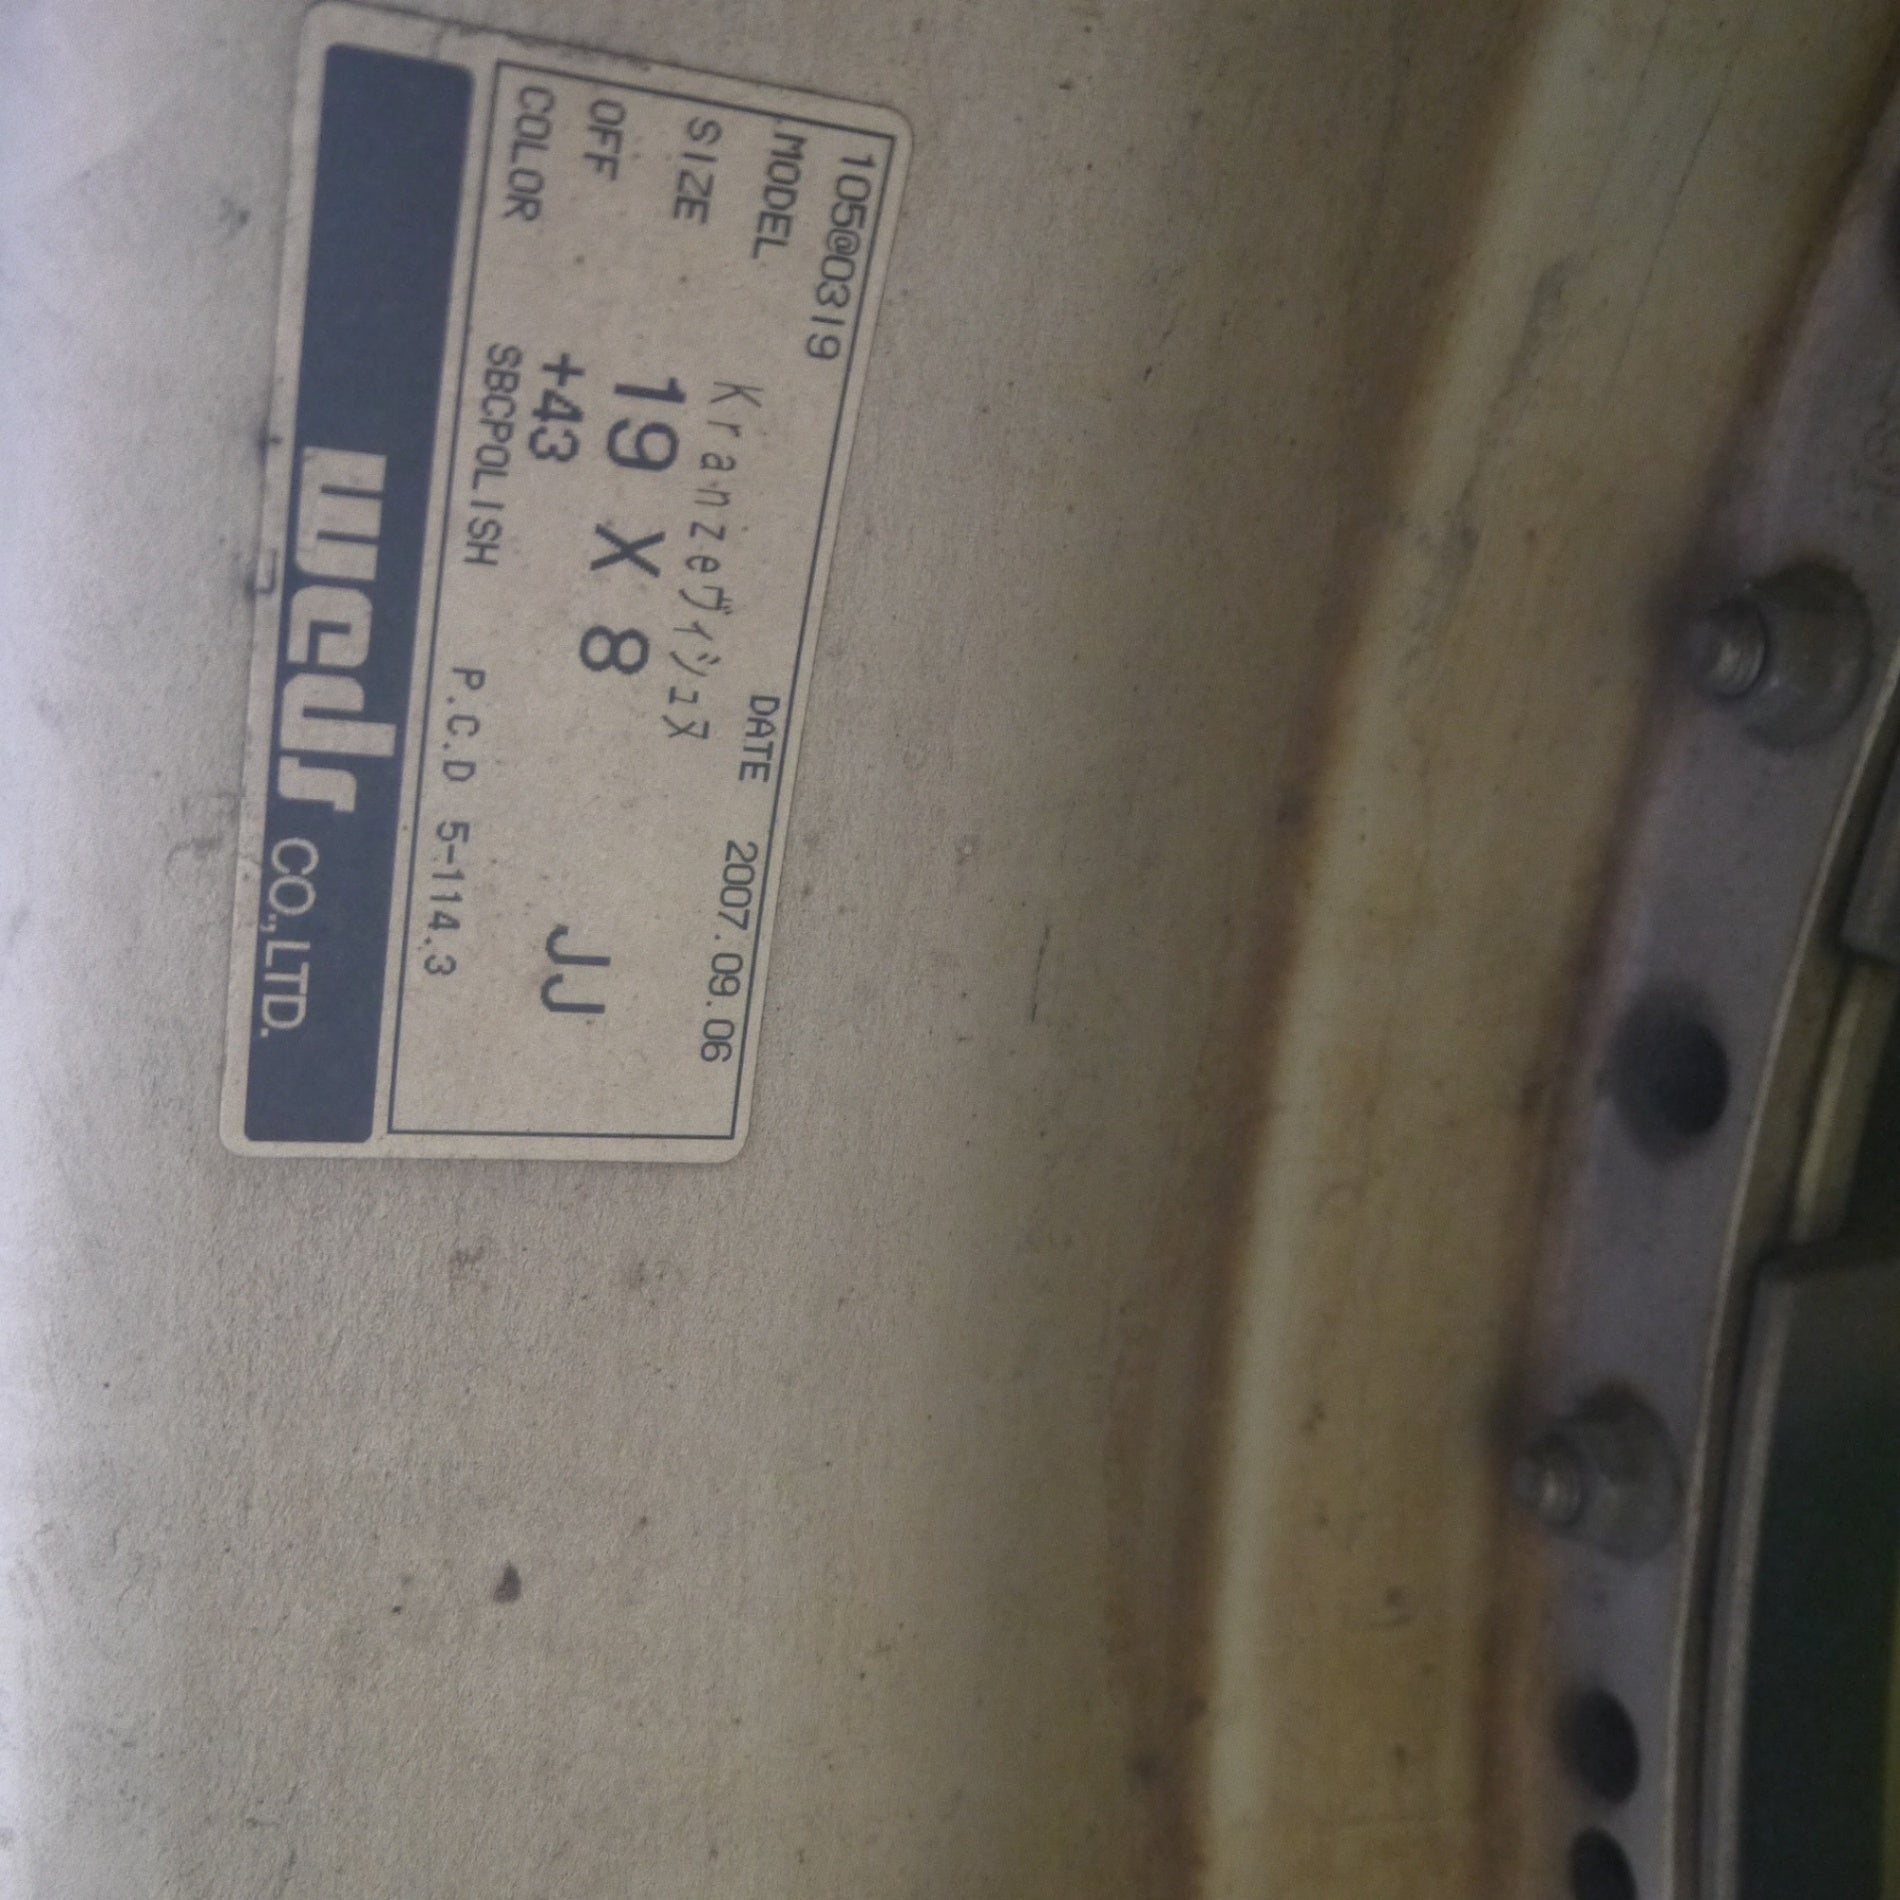 105@0319 DATE 2007.09.06
MODEL Kranzeヴィシュヌ
SIZE 19 X 8 JJ
OFF +43
COLOR SBCPOLISH P.C.D 5-114.3
weds CO.,LTD.